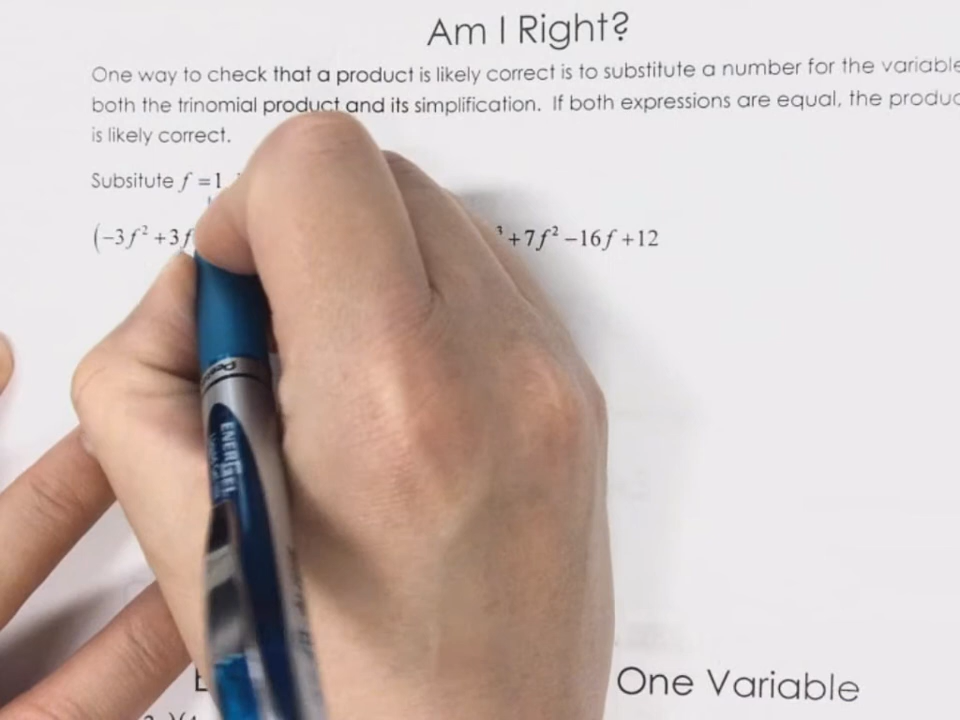 Am I Right?
One way to check that a product is likely correct is to substitute a number for the variable
both the trinomial product and its simplification. If both expressions are equal, the produc
is likely correct.
Subsitute f = 1
(-3f² +3f ³ +7f² -16f +12
ENERGEL
One Variable